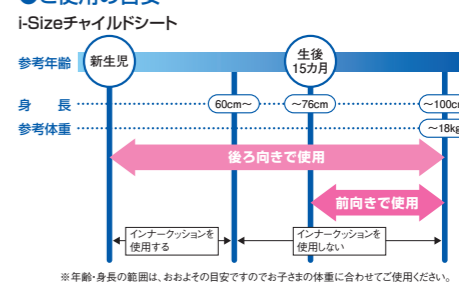 ●ご使用の目安
i-Sizeチャイルドシート
参考年齢 新生児 生後
15カ月
身 長 60cm～ ～76cm ～100cm
参考体重 ～18kg
後ろ向きで使用
前向きで使用
インナークッションを
使用する
インナークッションを
使用しない
※年齢・身長の範囲は、おおよその目安ですのでお子さまの体重に合わせてご使用ください。